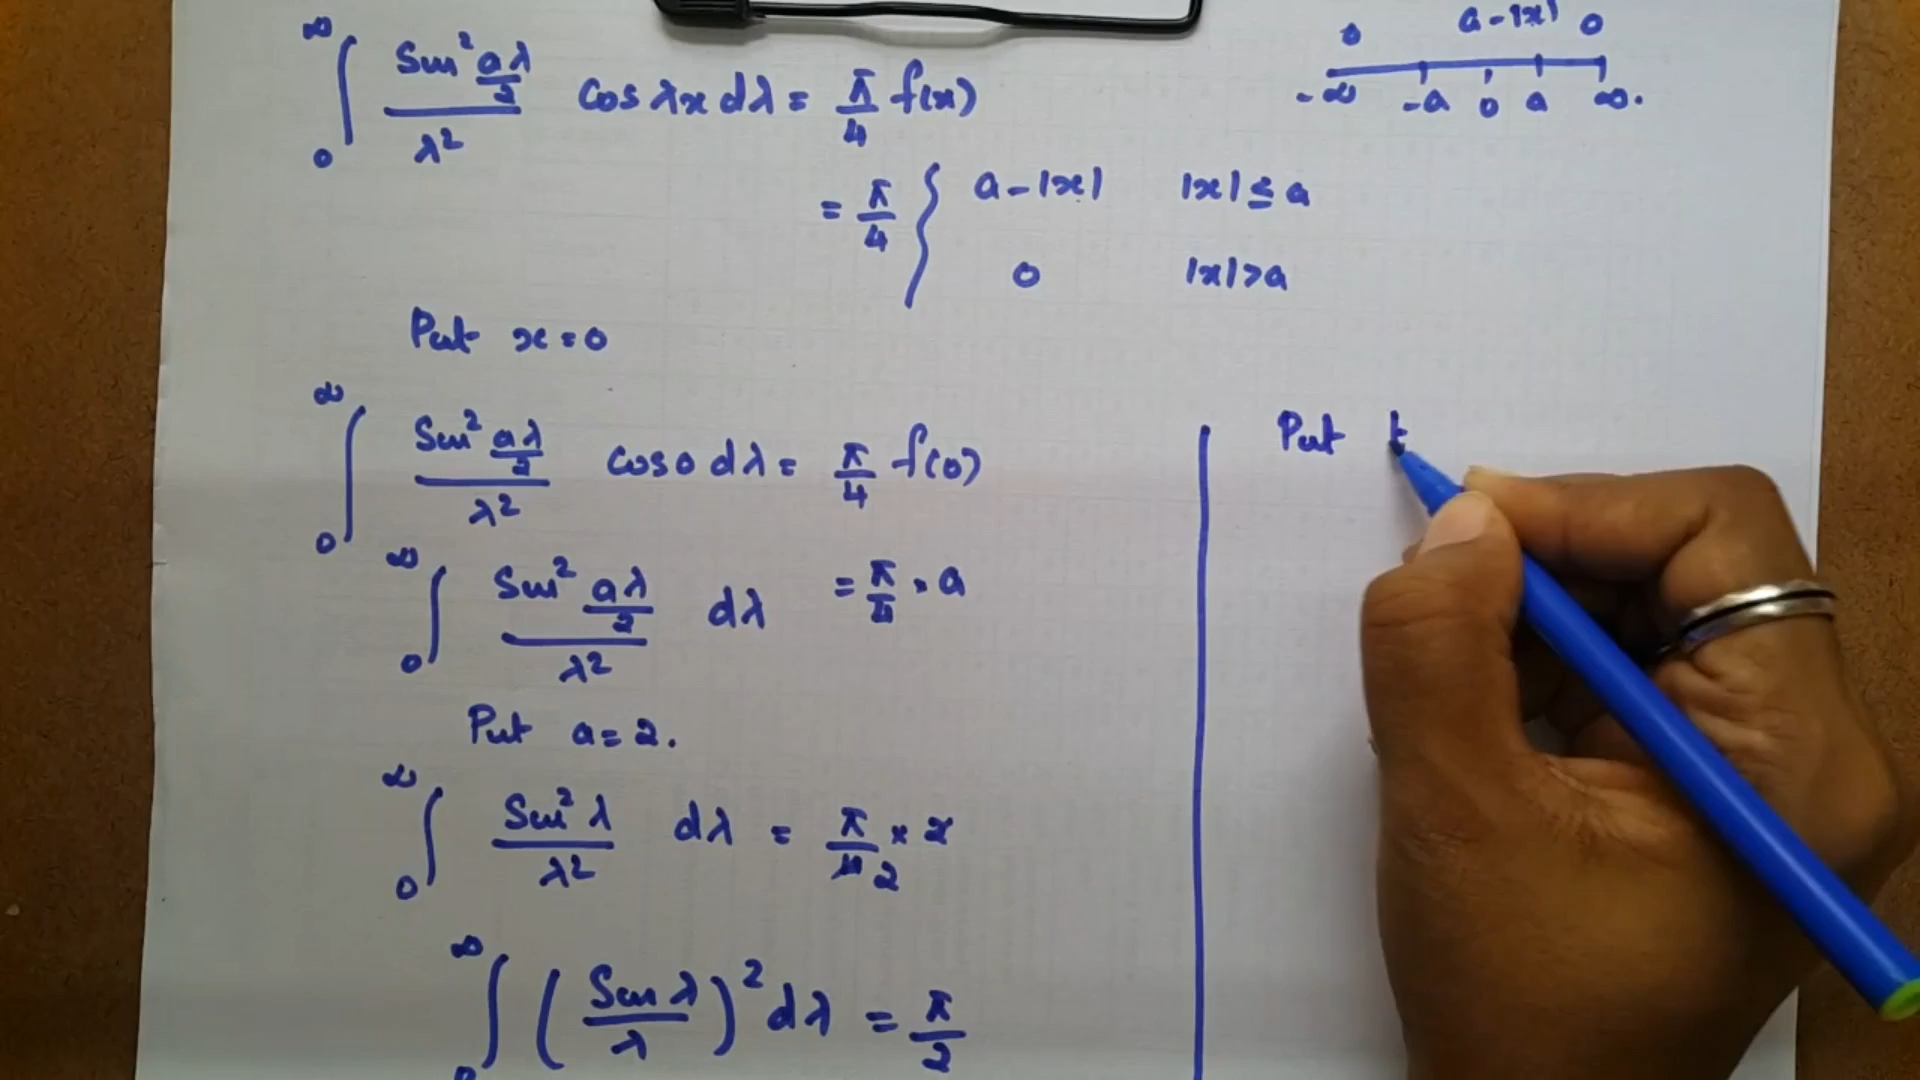 ∞ ∫ 0 Sin² aλ/2 / λ² cos λx dλ = π/4 f(x)
0 a-|x| 0
-∞ -a 0 a ∞.
= π/4 { a-|x| |x| ≤ a
0 |x|>a
Put x=0
∞ ∫ 0 Sin² aλ/2 / λ² cos 0 dλ = π/4 f(0)
∞ ∫ 0 Sin² aλ/2 / λ² dλ = π/4 · a
Put a=2.
∞ ∫ 0 Sin² λ / λ² dλ = π/4 2 × 2
∞ ∫ 0 (Sin λ / λ)² dλ = π/2
Put t